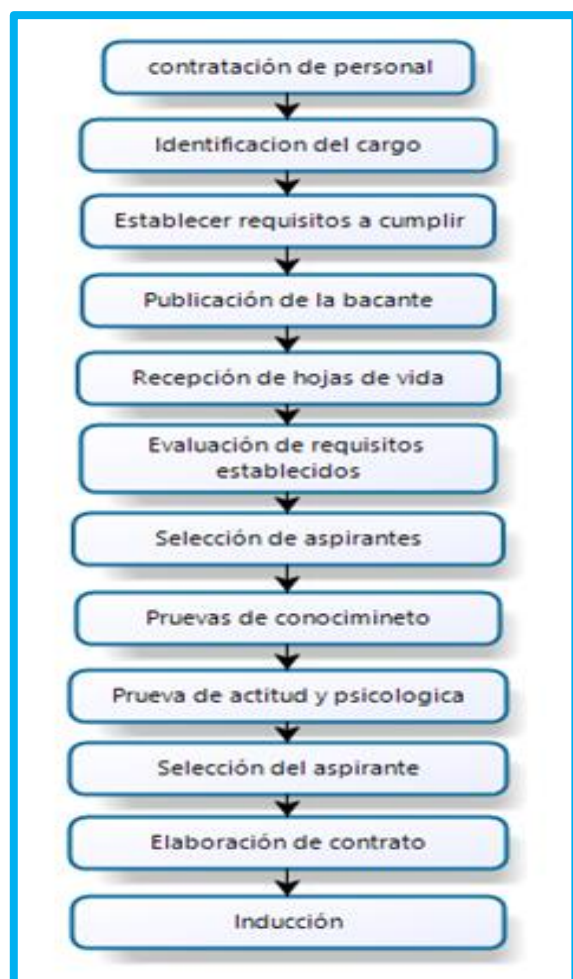 contratación de personal
Identificacion del cargo
Establecer requisitos a cumplir
Publicación de la bacante
Recepción de hojas de vida
Evaluación de requisitos
establecidos
Selección de aspirantes
Pruevas de conocimineto
Prueva de actitud y psicologica
Selección del aspirante
Elaboración de contrato
Inducción